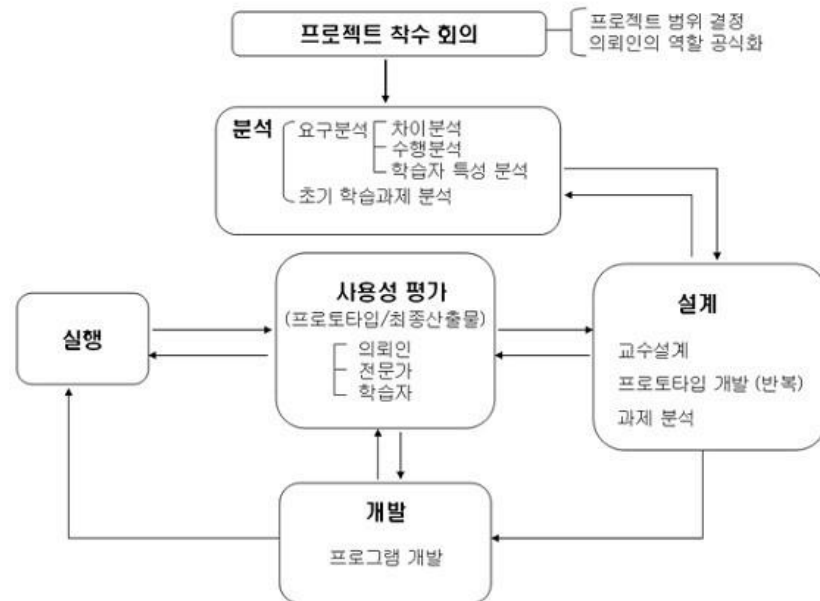 프로젝트 착수 회의
프로젝트 범위 결정
의뢰인의 역할 공식화
분석
요구분석
차이분석
수행분석
학습자 특성 분석
초기 학습과제 분석
사용성 평가
(프로토타입/최종산출물)
의뢰인
전문가
학습자
실행
설계
교수설계
프로토타입 개발 (반복)
과제 분석
개발
프로그램 개발